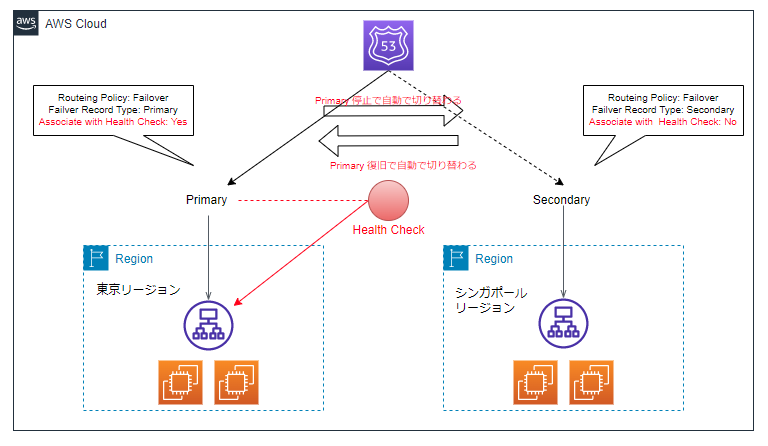 aws
AWS Cloud
53
Routeing Policy: Failover
Failver Record Type: Primary
Associate with Health Check: Yes
Routeing Policy: Failover
Failver Record Type: Secondary
Associate with Health Check: No
Primary 停止で自動で切り替わる
Primary 復旧で自動で切り替わる
Primary
Secondary
Health Check
Region
東京リージョン
Region
シンガポール
リージョン